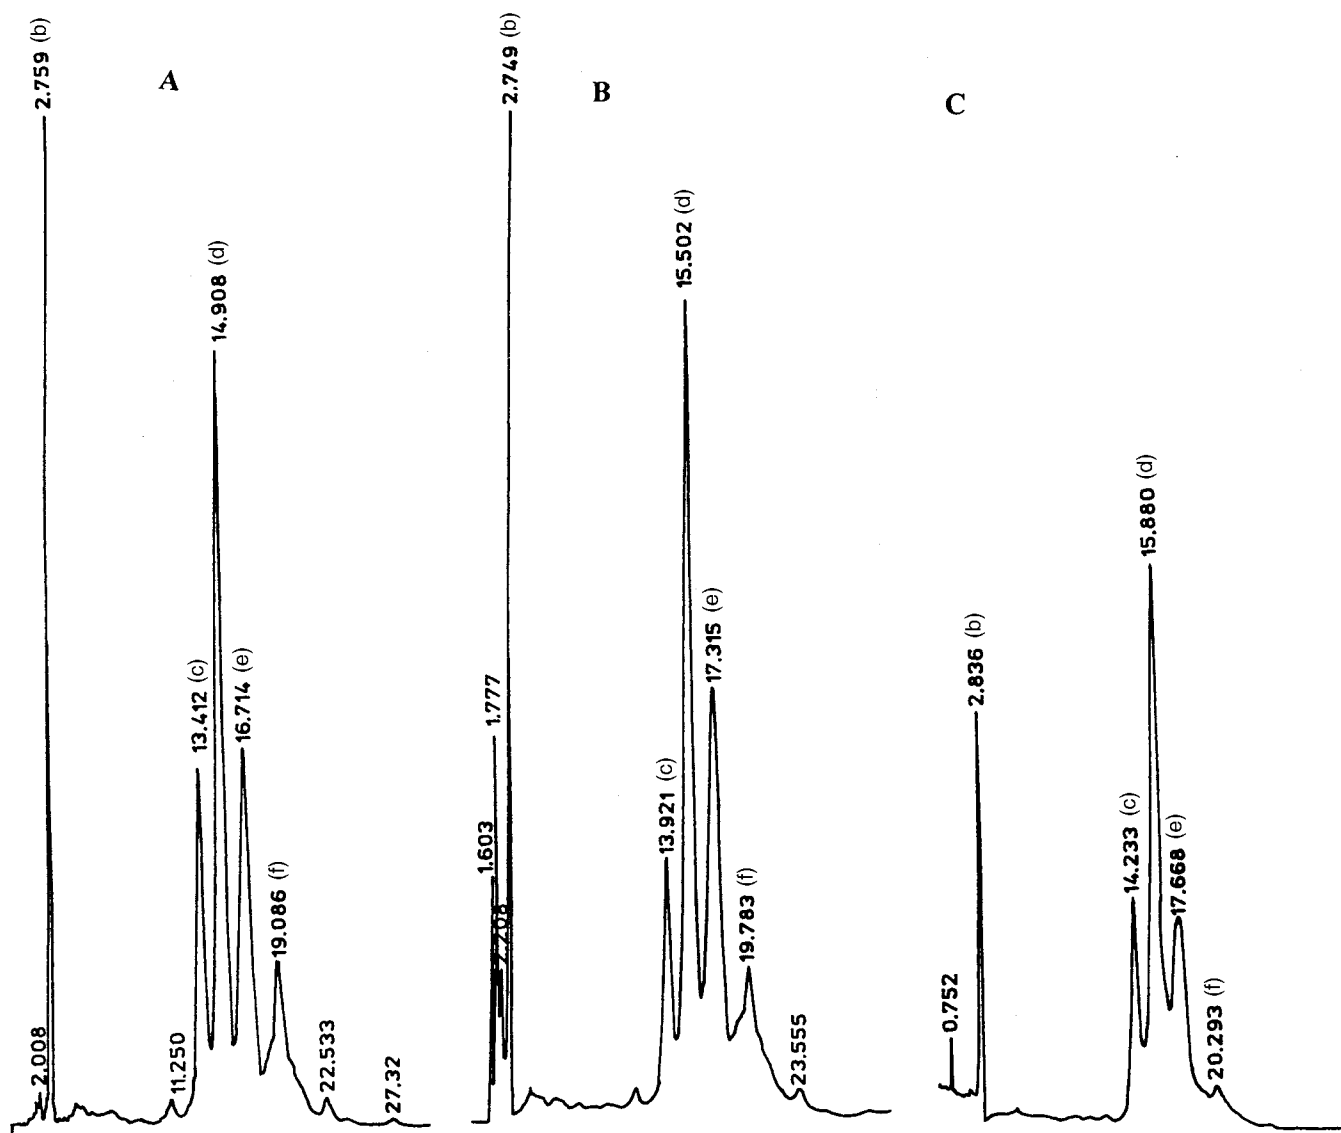 A
2.759 (b)
2.008
11.250
13.412 (c)
14.908 (d)
16.714 (e)
19.086 (f)
22.533
27.32
B
1.603
1.777
2.208
2.749 (b)
13.921 (c)
15.502 (d)
17.315 (e)
19.783 (f)
23.555
C
0.752
2.836 (b)
14.233 (c)
15.880 (d)
17.668 (e)
20.293 (f)